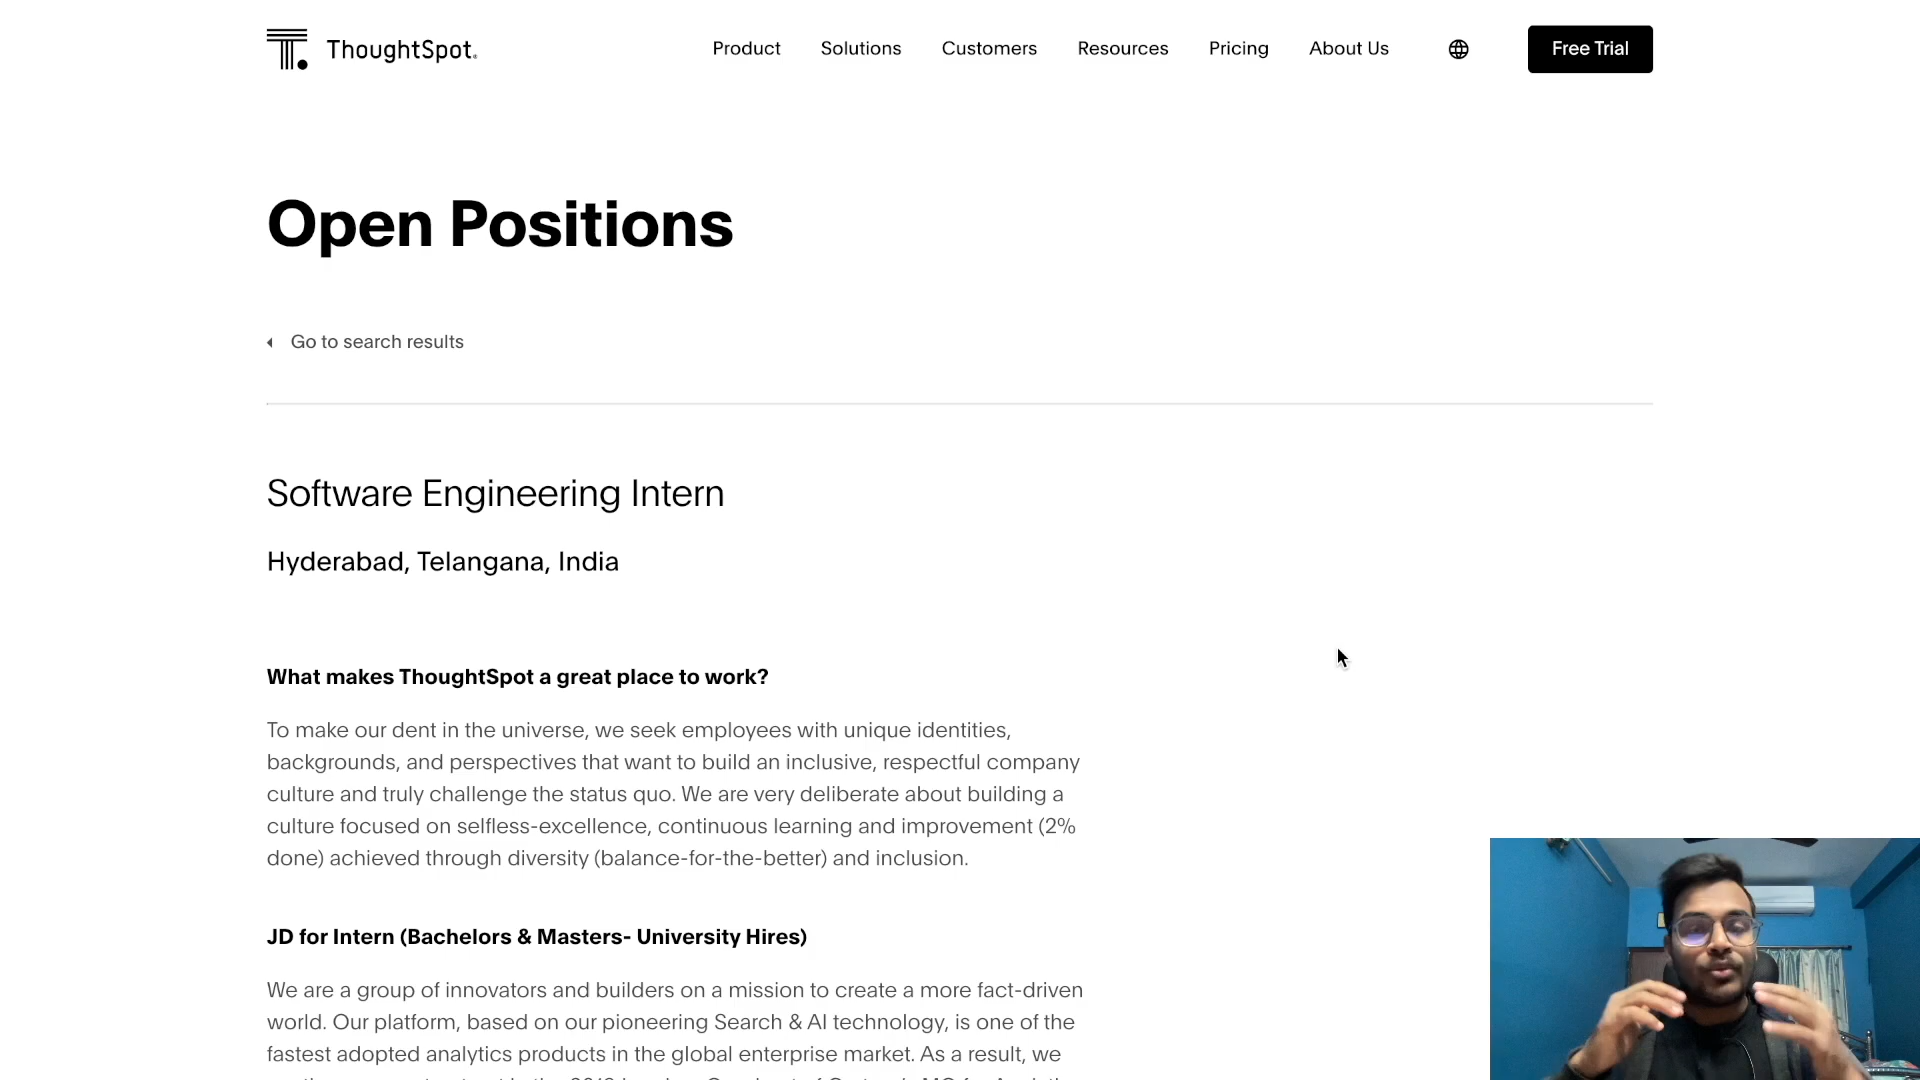 ThoughtSpot
Product Solutions Customers Resources Pricing About Us Free Trial
Open Positions
Go to search results
Software Engineering Intern
Hyderabad, Telangana, India
What makes ThoughtSpot a great place to work?
To make our dent in the universe, we seek employees with unique identities,
backgrounds, and perspectives that want to build an inclusive, respectful company
culture and truly challenge the status quo. We are very deliberate about building a
culture focused on selfless-excellence, continuous learning and improvement (2%
done) achieved through diversity (balance-for-the-better) and inclusion.
JD for Intern (Bachelors & Masters- University Hires)
We are a group of innovators and builders on a mission to create a more fact-driven
world. Our platform, based on our pioneering Search & AI technology, is one of the
fastest adopted analytics products in the global enterprise market. As a result, we